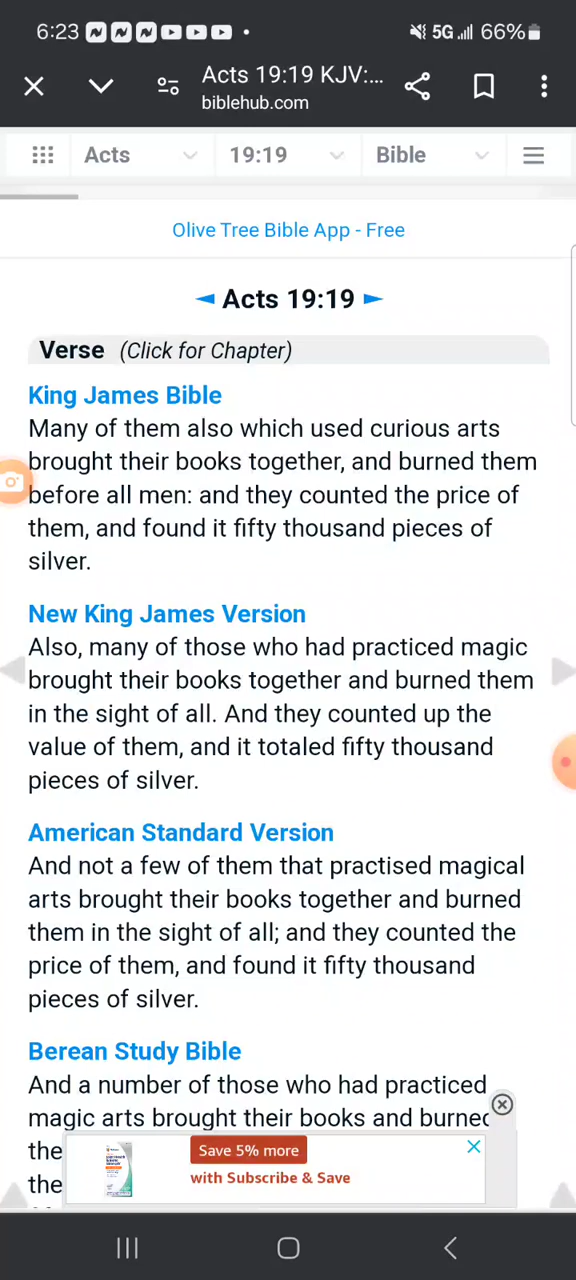 6:23 5G 66%
Acts 19:19 KJV:...
biblehub.com
Acts 19:19 Bible
Olive Tree Bible App - Free
Acts 19:19
Verse (Click for Chapter)
King James Bible
Many of them also which used curious arts
brought their books together, and burned them
before all men: and they counted the price of
them, and found it fifty thousand pieces of
silver.
New King James Version
Also, many of those who had practiced magic
brought their books together and burned them
in the sight of all. And they counted up the
value of them, and it totaled fifty thousand
pieces of silver.
American Standard Version
And not a few of them that practised magical
arts brought their books together and burned
them in the sight of all; and they counted the
price of them, and found it fifty thousand
pieces of silver.
Berean Study Bible
And a number of those who had practiced
magic arts brought their books and burned
the
the
Save 5% more
with Subscribe & Save